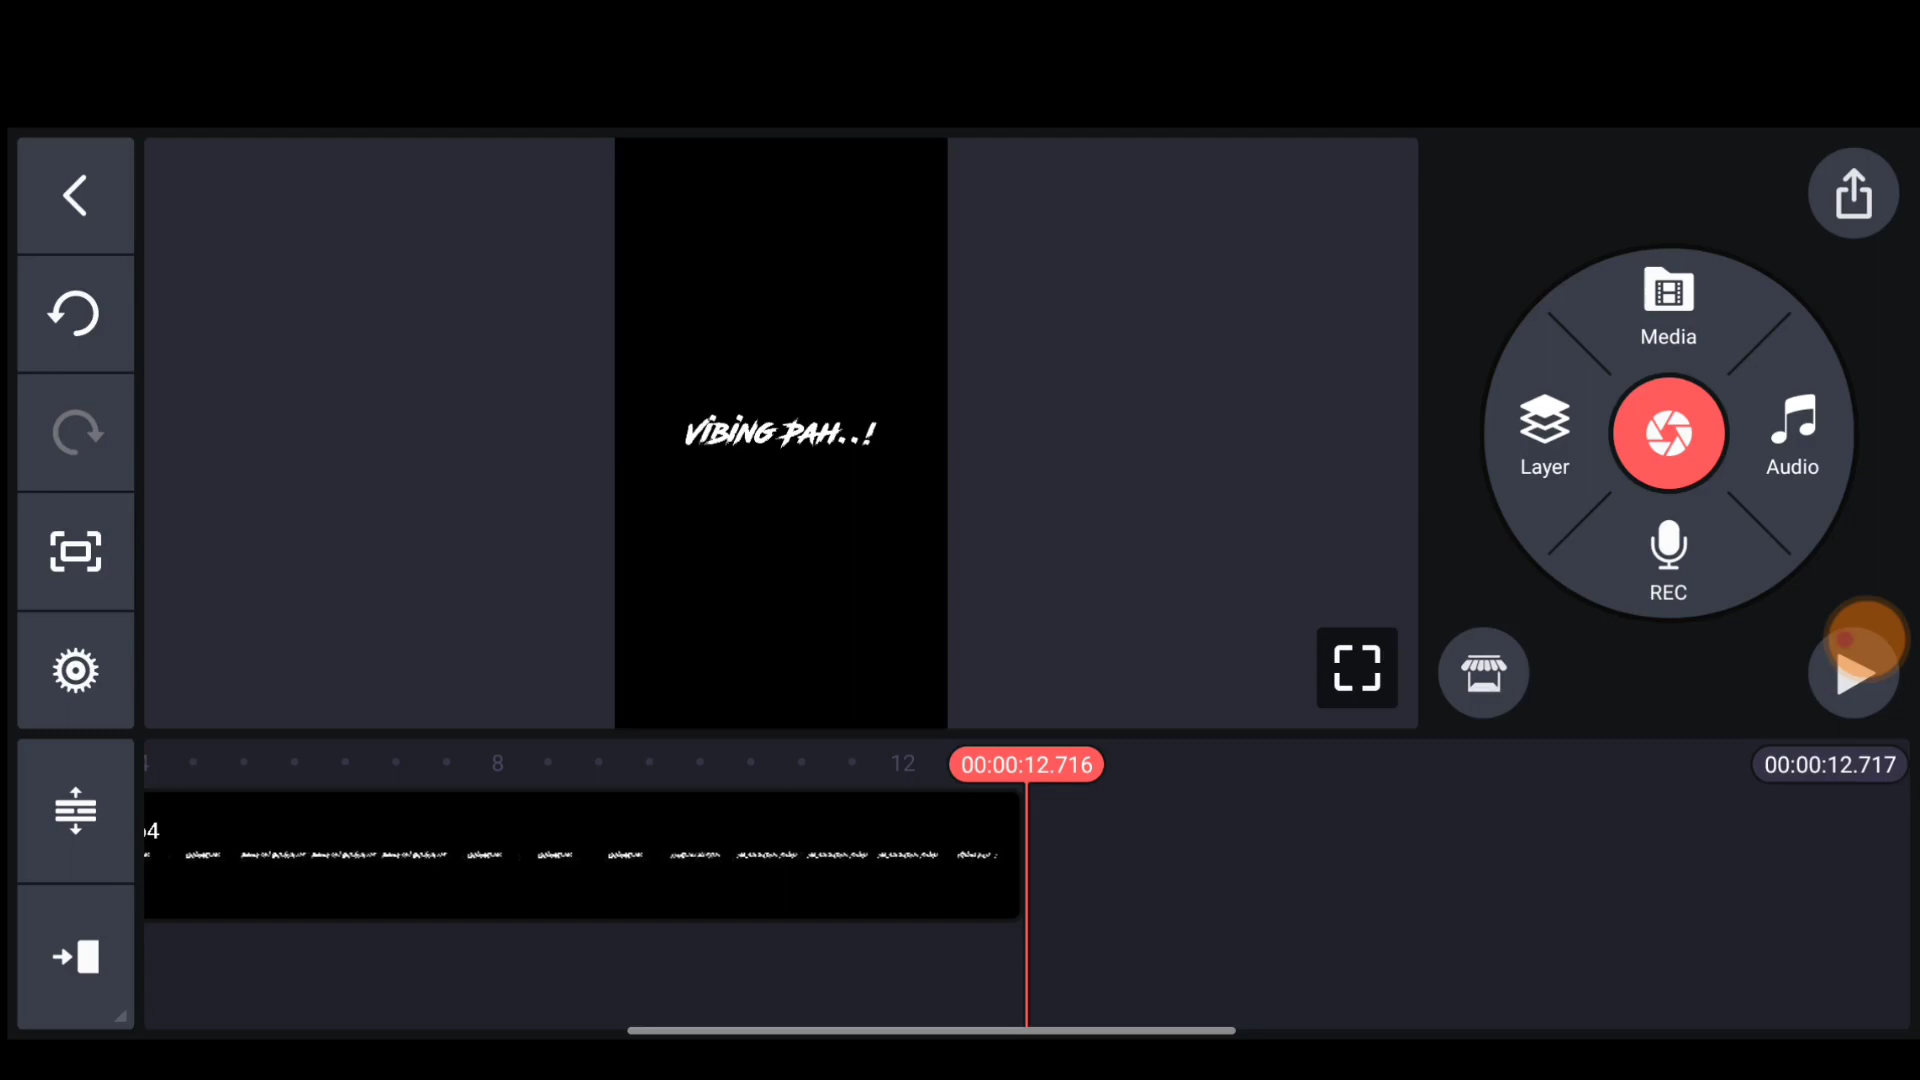 Media
Layer
Audio
REC
VIBING PAH..!
8
12
00:00:12.716
00:00:12.717